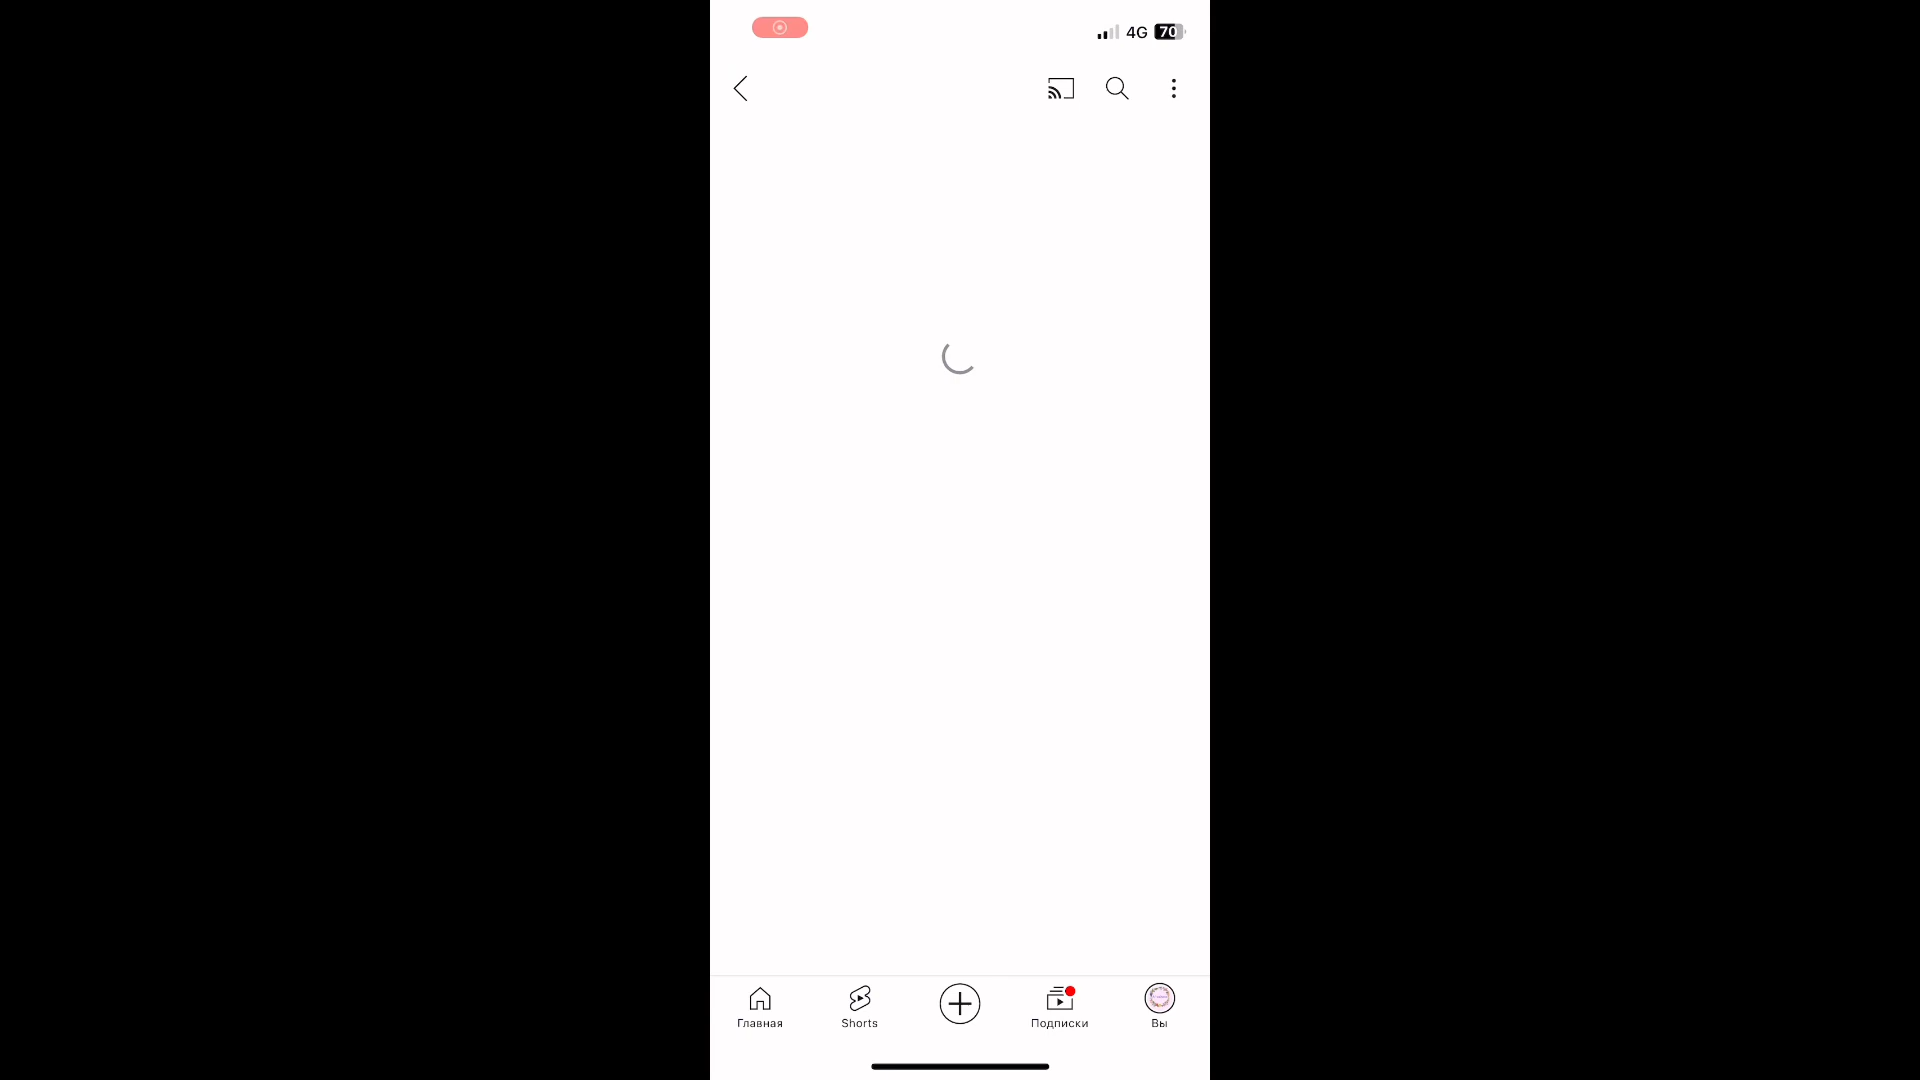 4G 70
Главная
Shorts
Подписки
Вы